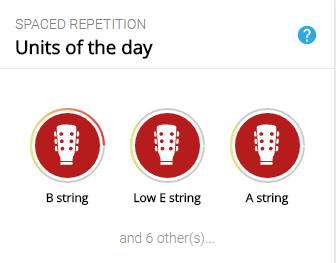 SPACED REPETITION
Units of the day
?
B string
Low E string
A string
and 6 other(s)...